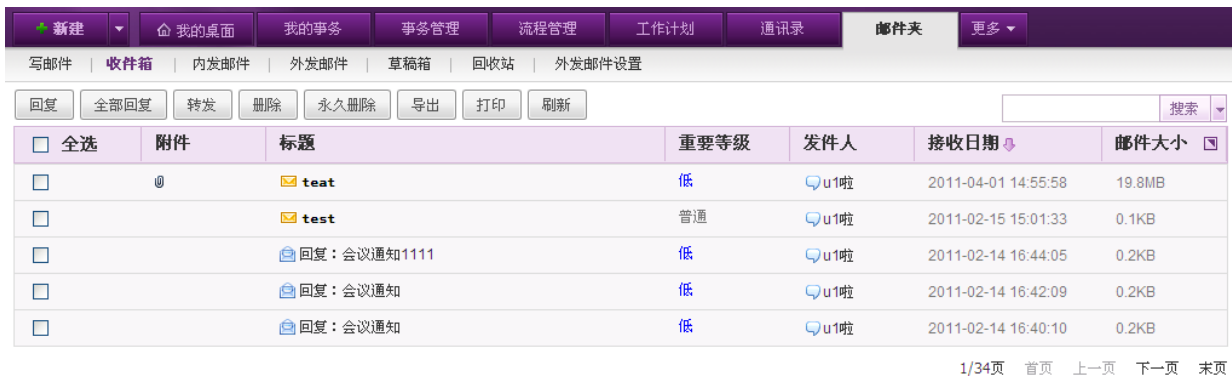 新建 我的桌面 我的事务 事务管理 流程管理 工作计划 通讯录 邮件夹 更多
写邮件 | 收件箱 | 内发邮件 | 外发邮件 | 草稿箱 | 回收站 | 外发邮件设置
回复 全部回复 转发 删除 永久删除 导出 打印 刷新 搜索
全选 附件 标题 重要等级 发件人 接收日期 邮件大小
teat 低 u1啦 2011-04-01 14:55:58 19.8MB
test 普通 u1啦 2011-02-15 15:01:33 0.1KB
回复：会议通知1111 低 u1啦 2011-02-14 16:44:05 0.2KB
回复：会议通知 低 u1啦 2011-02-14 16:42:09 0.2KB
回复：会议通知 低 u1啦 2011-02-14 16:40:10 0.2KB
1/34页 首页 上一页 下一页 末页